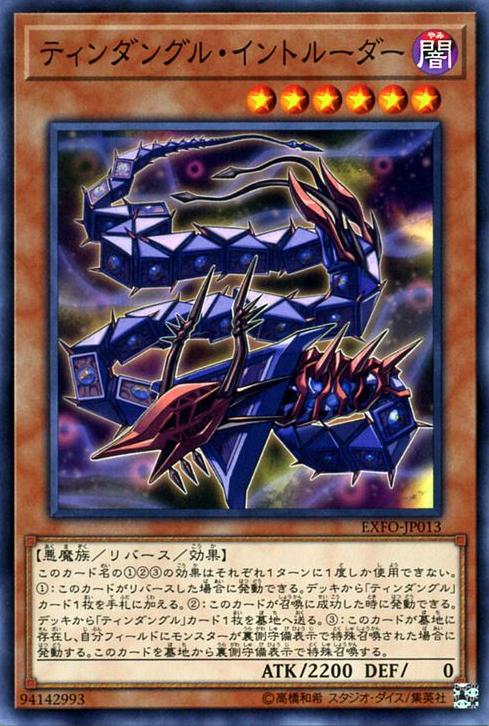 ティンダングル・イントルーダー
闇
やみ
EXFO-JP013
【悪魔族/リバース/効果】
このカード名の①②③の効果はそれぞれ1ターンに1度しか使用できない。
①:このカードがリバースした場合に発動できる。デッキから「ティンダングル」
カード1枚を手札に加える。②:このカードが召喚に成功した時に発動できる。
デッキから「ティンダングル」カード1枚を墓地へ送る。③:このカードが墓地に
存在し、自分フィールドにモンスターが裏側守備表示で特殊召喚された場合に
発動する。このカードを墓地から裏側守備表示で特殊召喚する。
ATK/2200 DEF/ 0
94142993
©高橋和希 スタジオ・ダイス/集英社